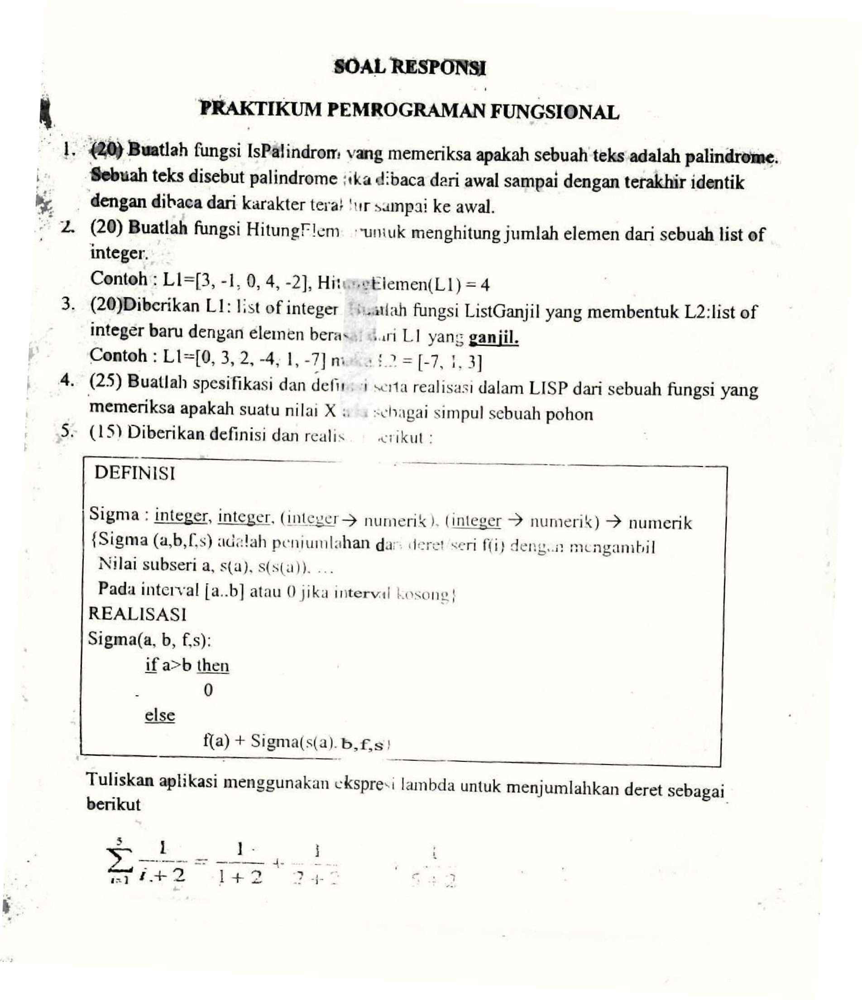 SOAL RESPONSI
PRAKTIKUM PEMROGRAMAN FUNGSIONAL
1. (20) Buatlah fungsi IsPalindrom yang memeriksa apakah sebuah teks adalah palindrome.
Sebuah teks disebut palindrome jika dibaca dari awal sampai dengan terakhir identik
dengan dibaca dari karakter terakhir sampai ke awal.
2. (20) Buatlah fungsi HitungElemen untuk menghitung jumlah elemen dari sebuah list of
integer.
Contoh : L1=[3, -1, 0, 4, -2], HitungElemen(L1) = 4
3. (20)Diberikan L1: list of integer Buatlah fungsi ListGanjil yang membentuk L2:list of
integer baru dengan elemen berasal dari L1 yang ganjil.
Contoh : L1=[0, 3, 2, -4, 1, -7] maka L2 = [-7, 1, 3]
4. (25) Buatlah spesifikasi dan definisi serta realisasi dalam LISP dari sebuah fungsi yang
memeriksa apakah suatu nilai X ada sebagai simpul sebuah pohon
5. (15) Diberikan definisi dan berikut :
DEFINISI
Sigma : integer, integer, (integer → numerik), (integer → numerik) → numerik
{Sigma (a,b,f,s) adalah penjumlahan dari deret/seri f(i) dengan mengambil
Nilai subseri a, s(a), s(s(a)), ...
Pada interval [a..b] atau 0 jika interval kosong}
REALISASI
Sigma(a, b, f,s):
if a>b then
0
else
f(a) + Sigma(s(a), b,f,s)
Tuliskan aplikasi menggunakan ekspresi lambda untuk menjumlahkan deret sebagai
berikut
5 ∑ i=1 1/(i+2) = 1/(1+2) + 1/(2+2) 1/(5+2)